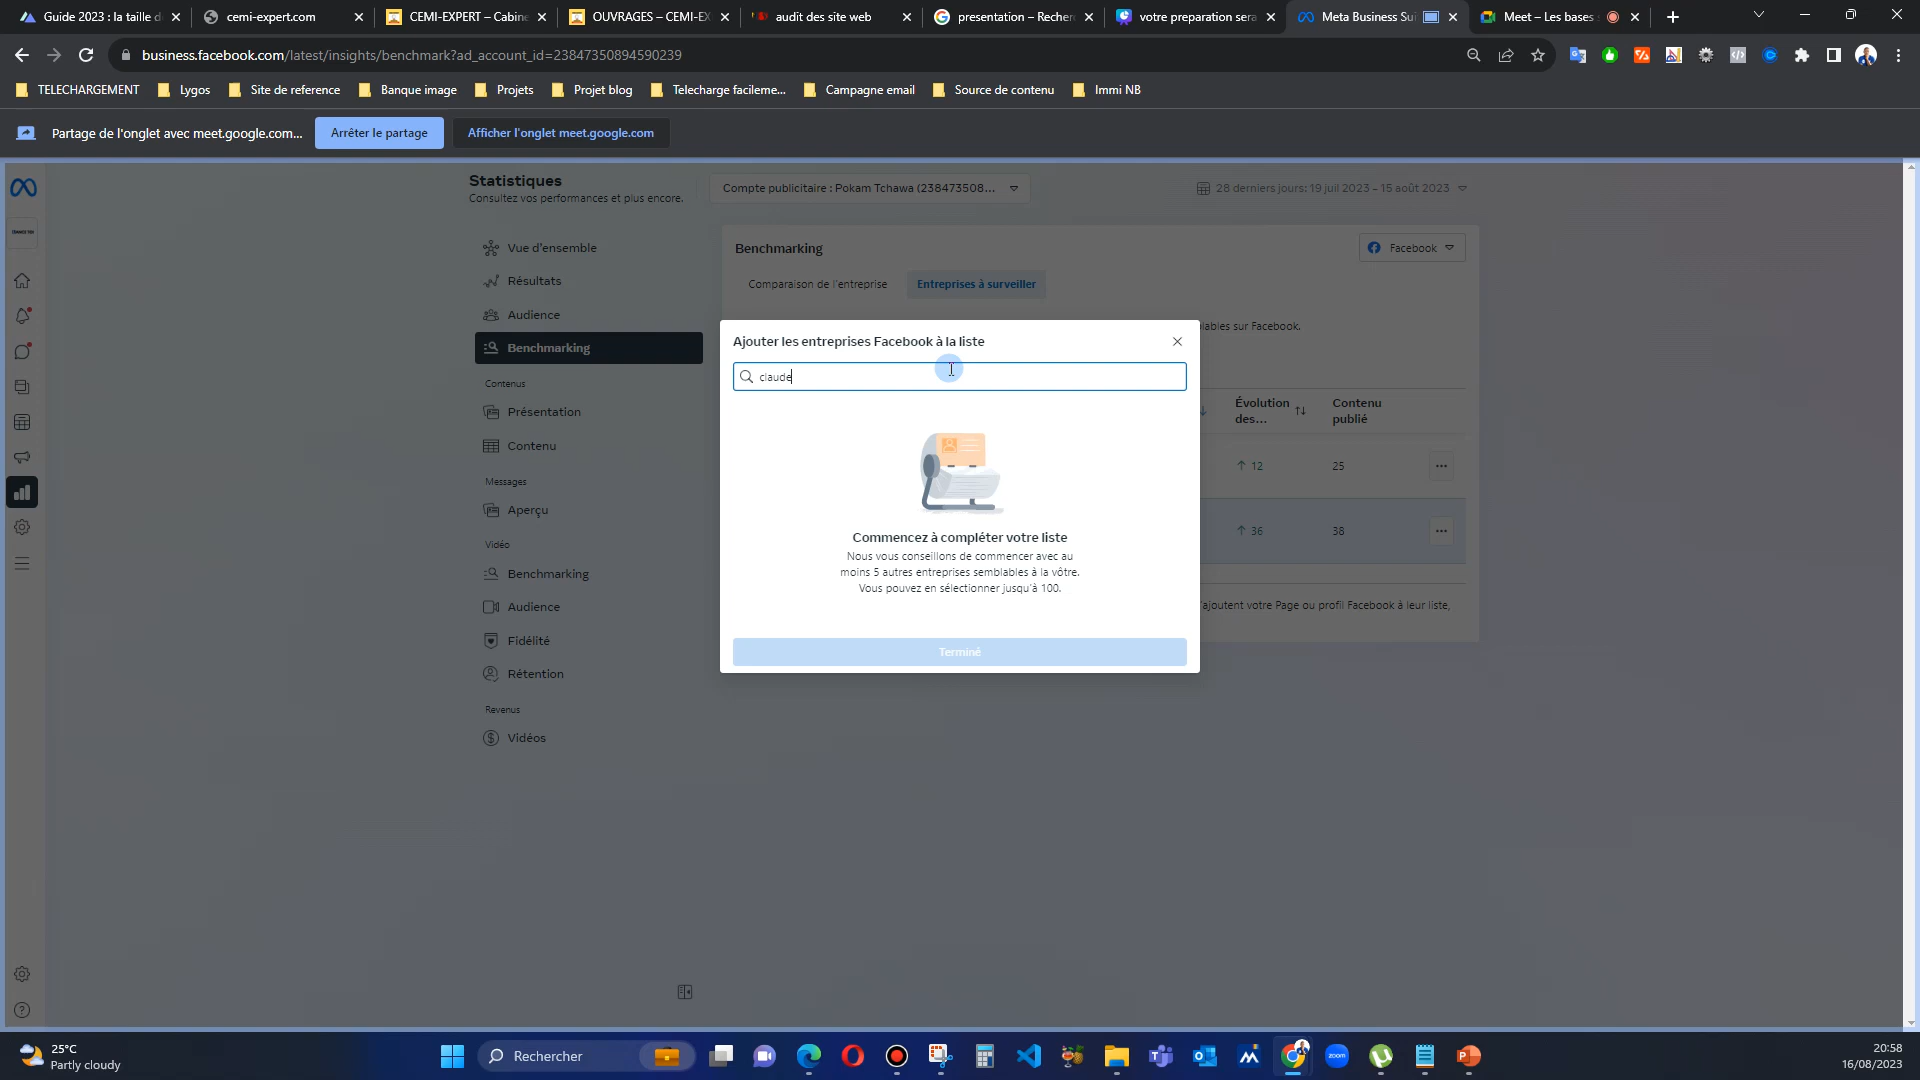 Guide 2023 : la taille d
cemi-expert.com
CEMI-EXPERT – Cabine
OUVRAGES – CEMI-EX
audit des site web
presentation – Recher
votre preparation sera
Meta Business Sui
Meet – Les bases
business.facebook.com/latest/insights/benchmark?ad_account_id=23847350894590239
TELECHARGEMENT
Lygos
Site de reference
Banque image
Projets
Projet blog
Telecharge facileme...
Campagne email
Source de contenu
Immi NB
Partage de l'onglet avec meet.google.com...
Arrêter le partage
Afficher l'onglet meet.google.com
Statistiques
Consultez vos performances et plus encore.
Compte publicitaire : Pokam Tchawa (238473508...
28 derniers jours: 19 juil 2023 – 15 août 2023
Vue d'ensemble
Résultats
Audience
Benchmarking
Contenus
Présentation
Contenu
Messages
Aperçu
Vidéo
Benchmarking
Audience
Fidélité
Rétention
Revenus
Vidéos
Benchmarking
Facebook
Comparaison de l'entreprise
Entreprises à surveiller
lables sur Facebook.
Ajouter les entreprises Facebook à la liste
claude
Commencez à compléter votre liste
Nous vous conseillons de commencer avec au
moins 5 autres entreprises semblables à la vôtre.
Vous pouvez en sélectionner jusqu'à 100.
Terminé
Évolution
des...
Contenu
publié
12
25
36
38
'ajoutent votre Page ou profil Facebook à leur liste,
25°C
Partly cloudy
Rechercher
zoom
20:58
16/08/2023